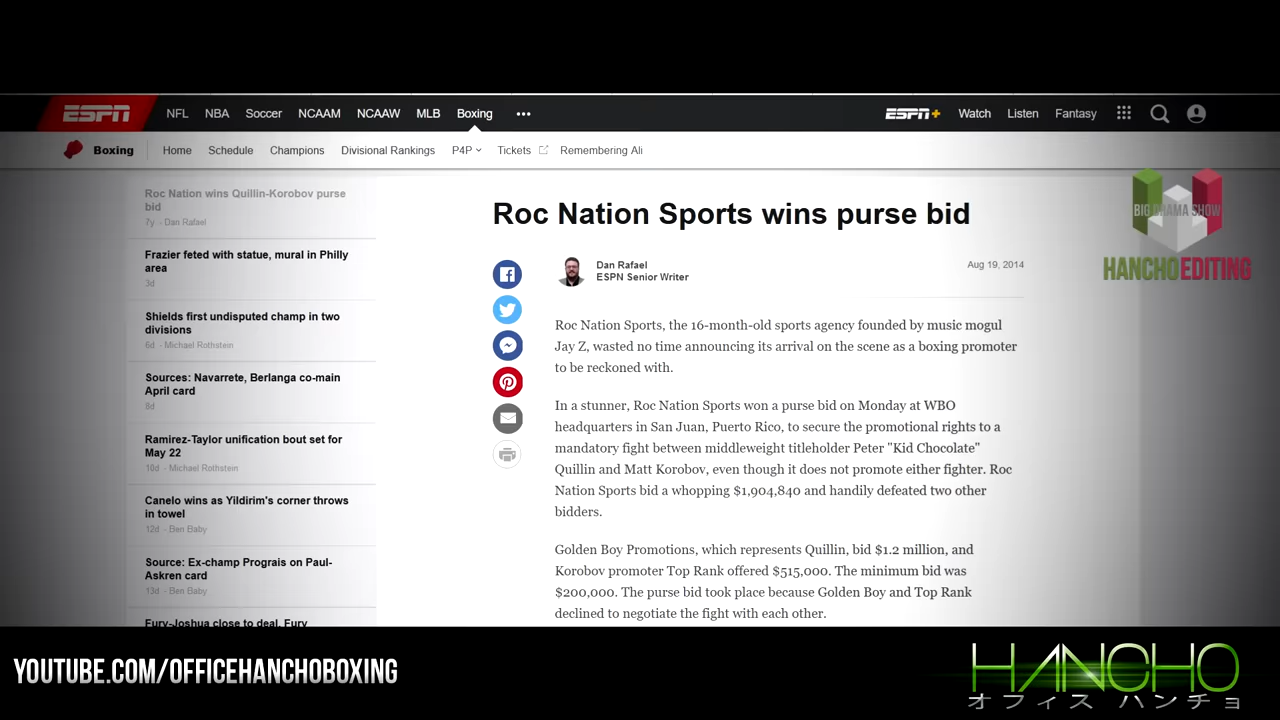 ESPN NFL NBA Soccer NCAAM NCAAW MLB Boxing ••• ESPN+ Watch Listen Fantasy
Boxing Home Schedule Champions Divisional Rankings P4P Tickets Remembering Ali
Roc Nation wins Quillin-Korobov purse
bid
7y - Dan Rafael
Frazier feted with statue, mural in Philly
area
3d
Shields first undisputed champ in two
divisions
6d - Michael Rothstein
Sources: Navarrete, Berlanga co-main
April card
8d
Ramirez-Taylor unification bout set for
May 22
10d - Michael Rothstein
Canelo wins as Yildirim's corner throws
in towel
12d - Ben Baby
Source: Ex-champ Prograis on Paul-
Askren card
13d - Ben Baby
Fury-Joshua close to deal, Fury
Roc Nation Sports wins purse bid
Dan Rafael
ESPN Senior Writer
Aug 19, 2014
Roc Nation Sports, the 16-month-old sports agency founded by music mogul
Jay Z, wasted no time announcing its arrival on the scene as a boxing promoter
to be reckoned with.
In a stunner, Roc Nation Sports won a purse bid on Monday at WBO
headquarters in San Juan, Puerto Rico, to secure the promotional rights to a
mandatory fight between middleweight titleholder Peter "Kid Chocolate"
Quillin and Matt Korobov, even though it does not promote either fighter. Roc
Nation Sports bid a whopping $1,904,840 and handily defeated two other
bidders.
Golden Boy Promotions, which represents Quillin, bid $1.2 million, and
Korobov promoter Top Rank offered $515,000. The minimum bid was
$200,000. The purse bid took place because Golden Boy and Top Rank
declined to negotiate the fight with each other.
BIG DRAMA SHOW
HANCHOEDITING
YOUTUBE.COM/OFFICEHANCHOBOXING
HANCHO
オフィス ハンチョ